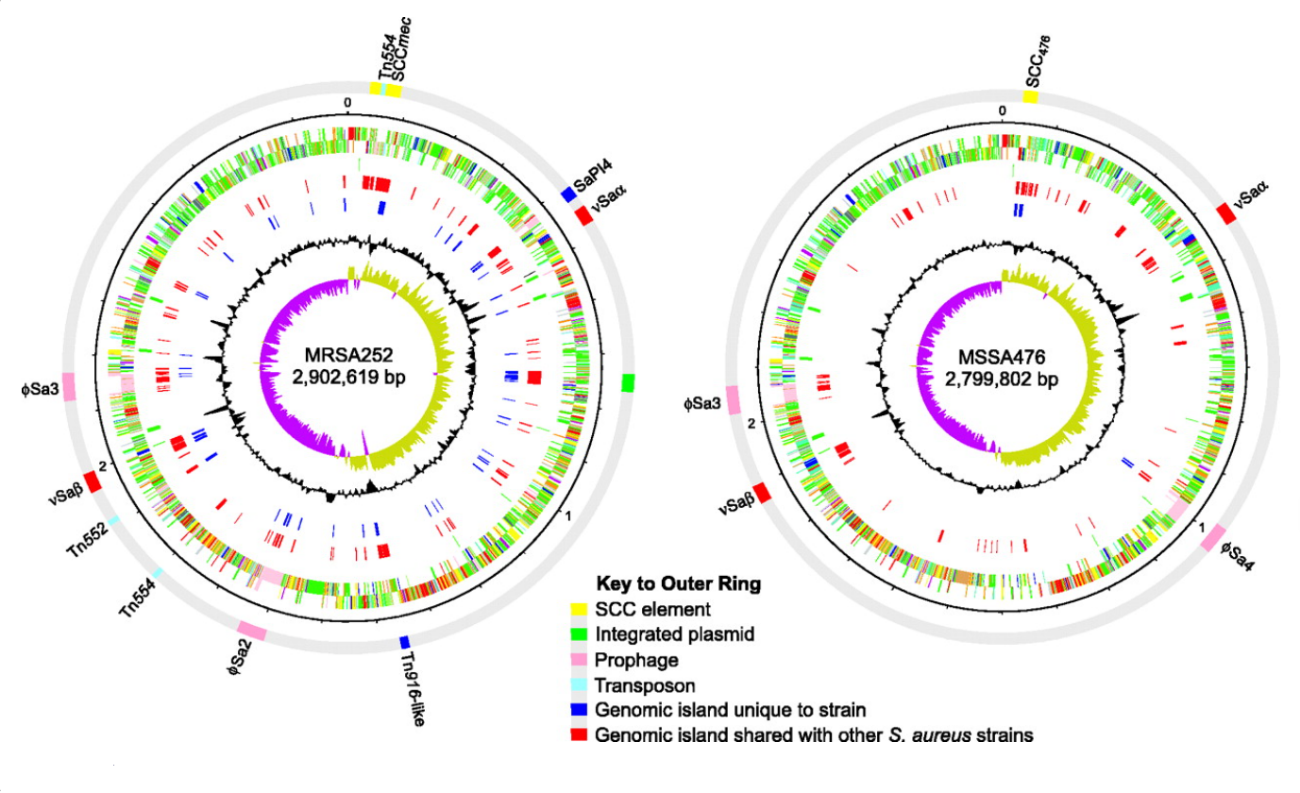 Tn554
SCCmec
0
SaPI4
νSaα
MRSA252
2,902,619 bp
ϕSa3
2
νSaβ
Tn552
Tn554
ϕSa2
Tn916-like
1
SCC476
0
νSaα
MSSA476
2,799,802 bp
ϕSa3
2
νSaβ
1
ϕSa4
Key to Outer Ring
SCC element
Integrated plasmid
Prophage
Transposon
Genomic island unique to strain
Genomic island shared with other S. aureus strains